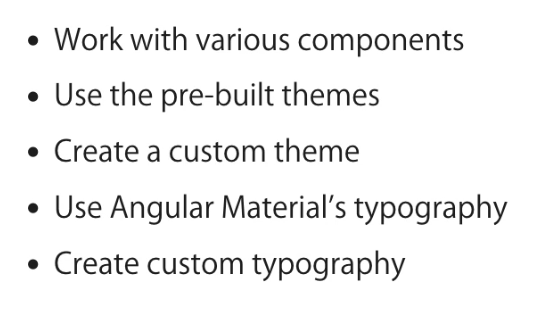 • Work with various components
• Use the pre-built themes
• Create a custom theme
• Use Angular Material’s typography
• Create custom typography